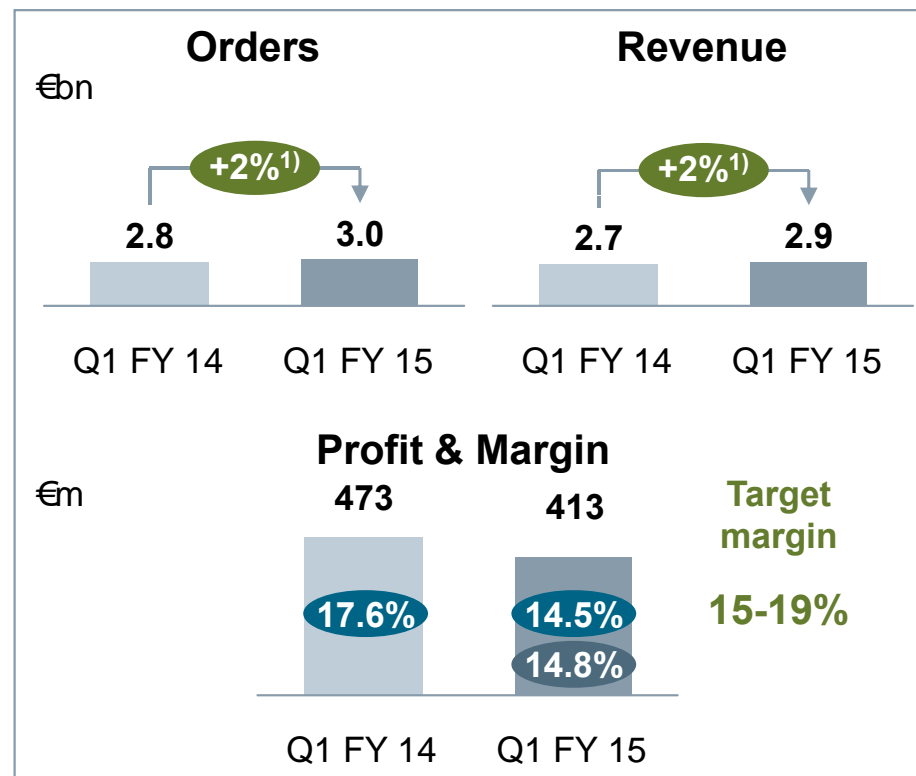 Orders
Revenue
€bn
+2%1)
+2%1)
2.8
3.0
2.7
2.9
Q1 FY 14
Q1 FY 15
Q1 FY 14
Q1 FY 15
Profit & Margin
€m
473
413
Target
margin
17.6%
14.5%
15-19%
14.8%
Q1 FY 14
Q1 FY 15